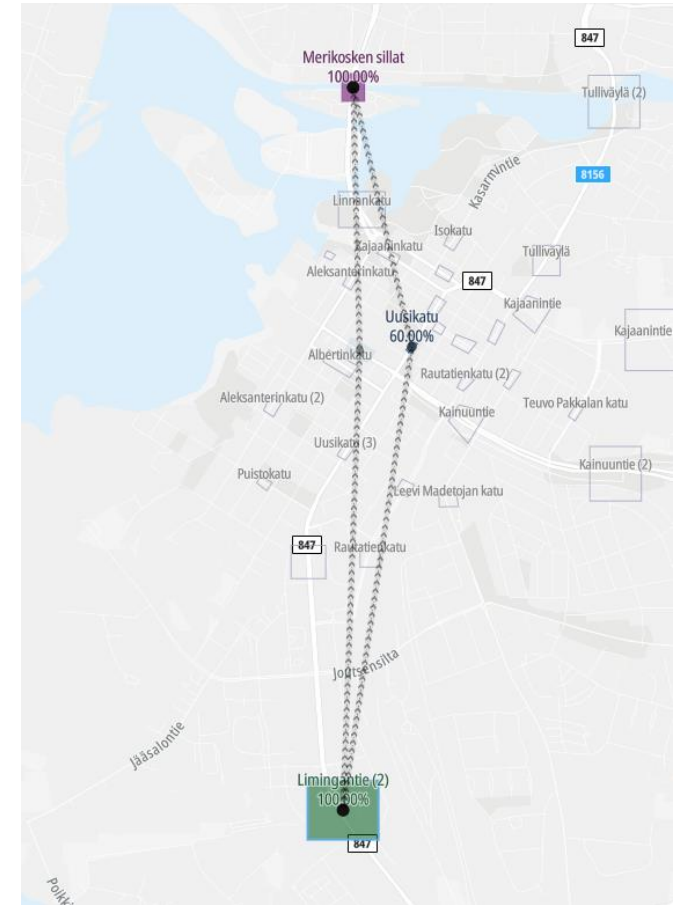 847
Merikosken sillat
100.00%
Tulliväylä (2)
Kasarmintie
8156
Linnankatu
Isokatu
Kajaaninkatu
Tulliväylä
Aleksanterinkatu
847
Kajaanintie
Uusikatu
60.00%
Kajaanintie
Albertinkatu
Rautatienkatu (2)
Aleksanterinkatu (2)
Teuvo Pakkalan katu
Kainuuntie
Uusikatu (3)
Kainuuntie (2)
Puistokatu
Leevi Madetojan katu
847
Rautatienkatu
Joutsensilta
Jääsalontie
Limingantie (2)
100.00%
847